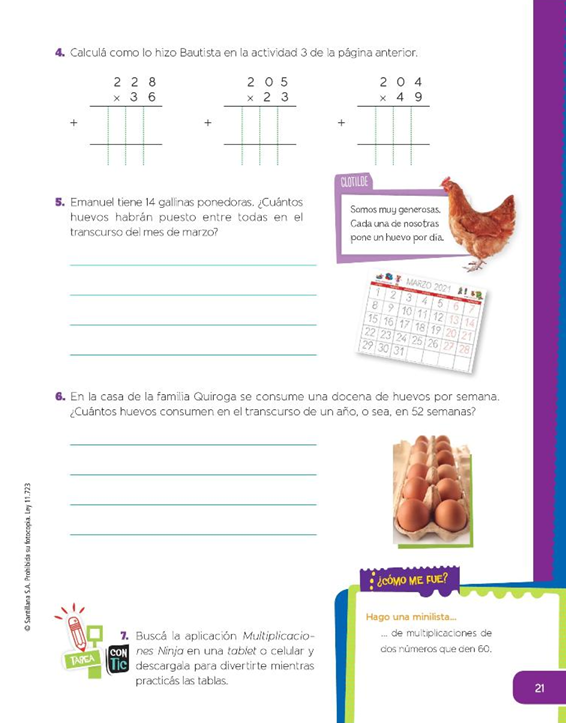 4. Calculá como lo hizo Bautista en la actividad 3 de la página anterior.
2 2 8
x 3 6
+
2 0 5
x 2 3
+
2 0 4
x 4 9
+
5. Emanuel tiene 14 gallinas ponedoras. ¿Cuántos
huevos habrán puesto entre todas en el
transcurso del mes de marzo?
CLOTILDE
Somos muy generosas.
Cada una de nosotras
pone un huevo por día.
MARZO 2021
1 2 3 4 5 6 7
8 9 10 11 12 13 14
15 16 17 18 19 20 21
22 23 24 25 26 27 28
29 30 31
6. En la casa de la familia Quiroga se consume una docena de huevos por semana.
¿Cuántos huevos consumen en el transcurso de un año, o sea, en 52 semanas?
© Santillana S.A. Prohibida su fotocopia. Ley 11.723
TAREA
CON
TIC
7. Buscá la aplicación Multiplicacio-
nes Ninja en una tablet o celular y
descargala para divertirte mientras
practicás las tablas.
¿CÓMO ME FUE?
Hago una minilista...
... de multiplicaciones de
dos números que den 60.
21